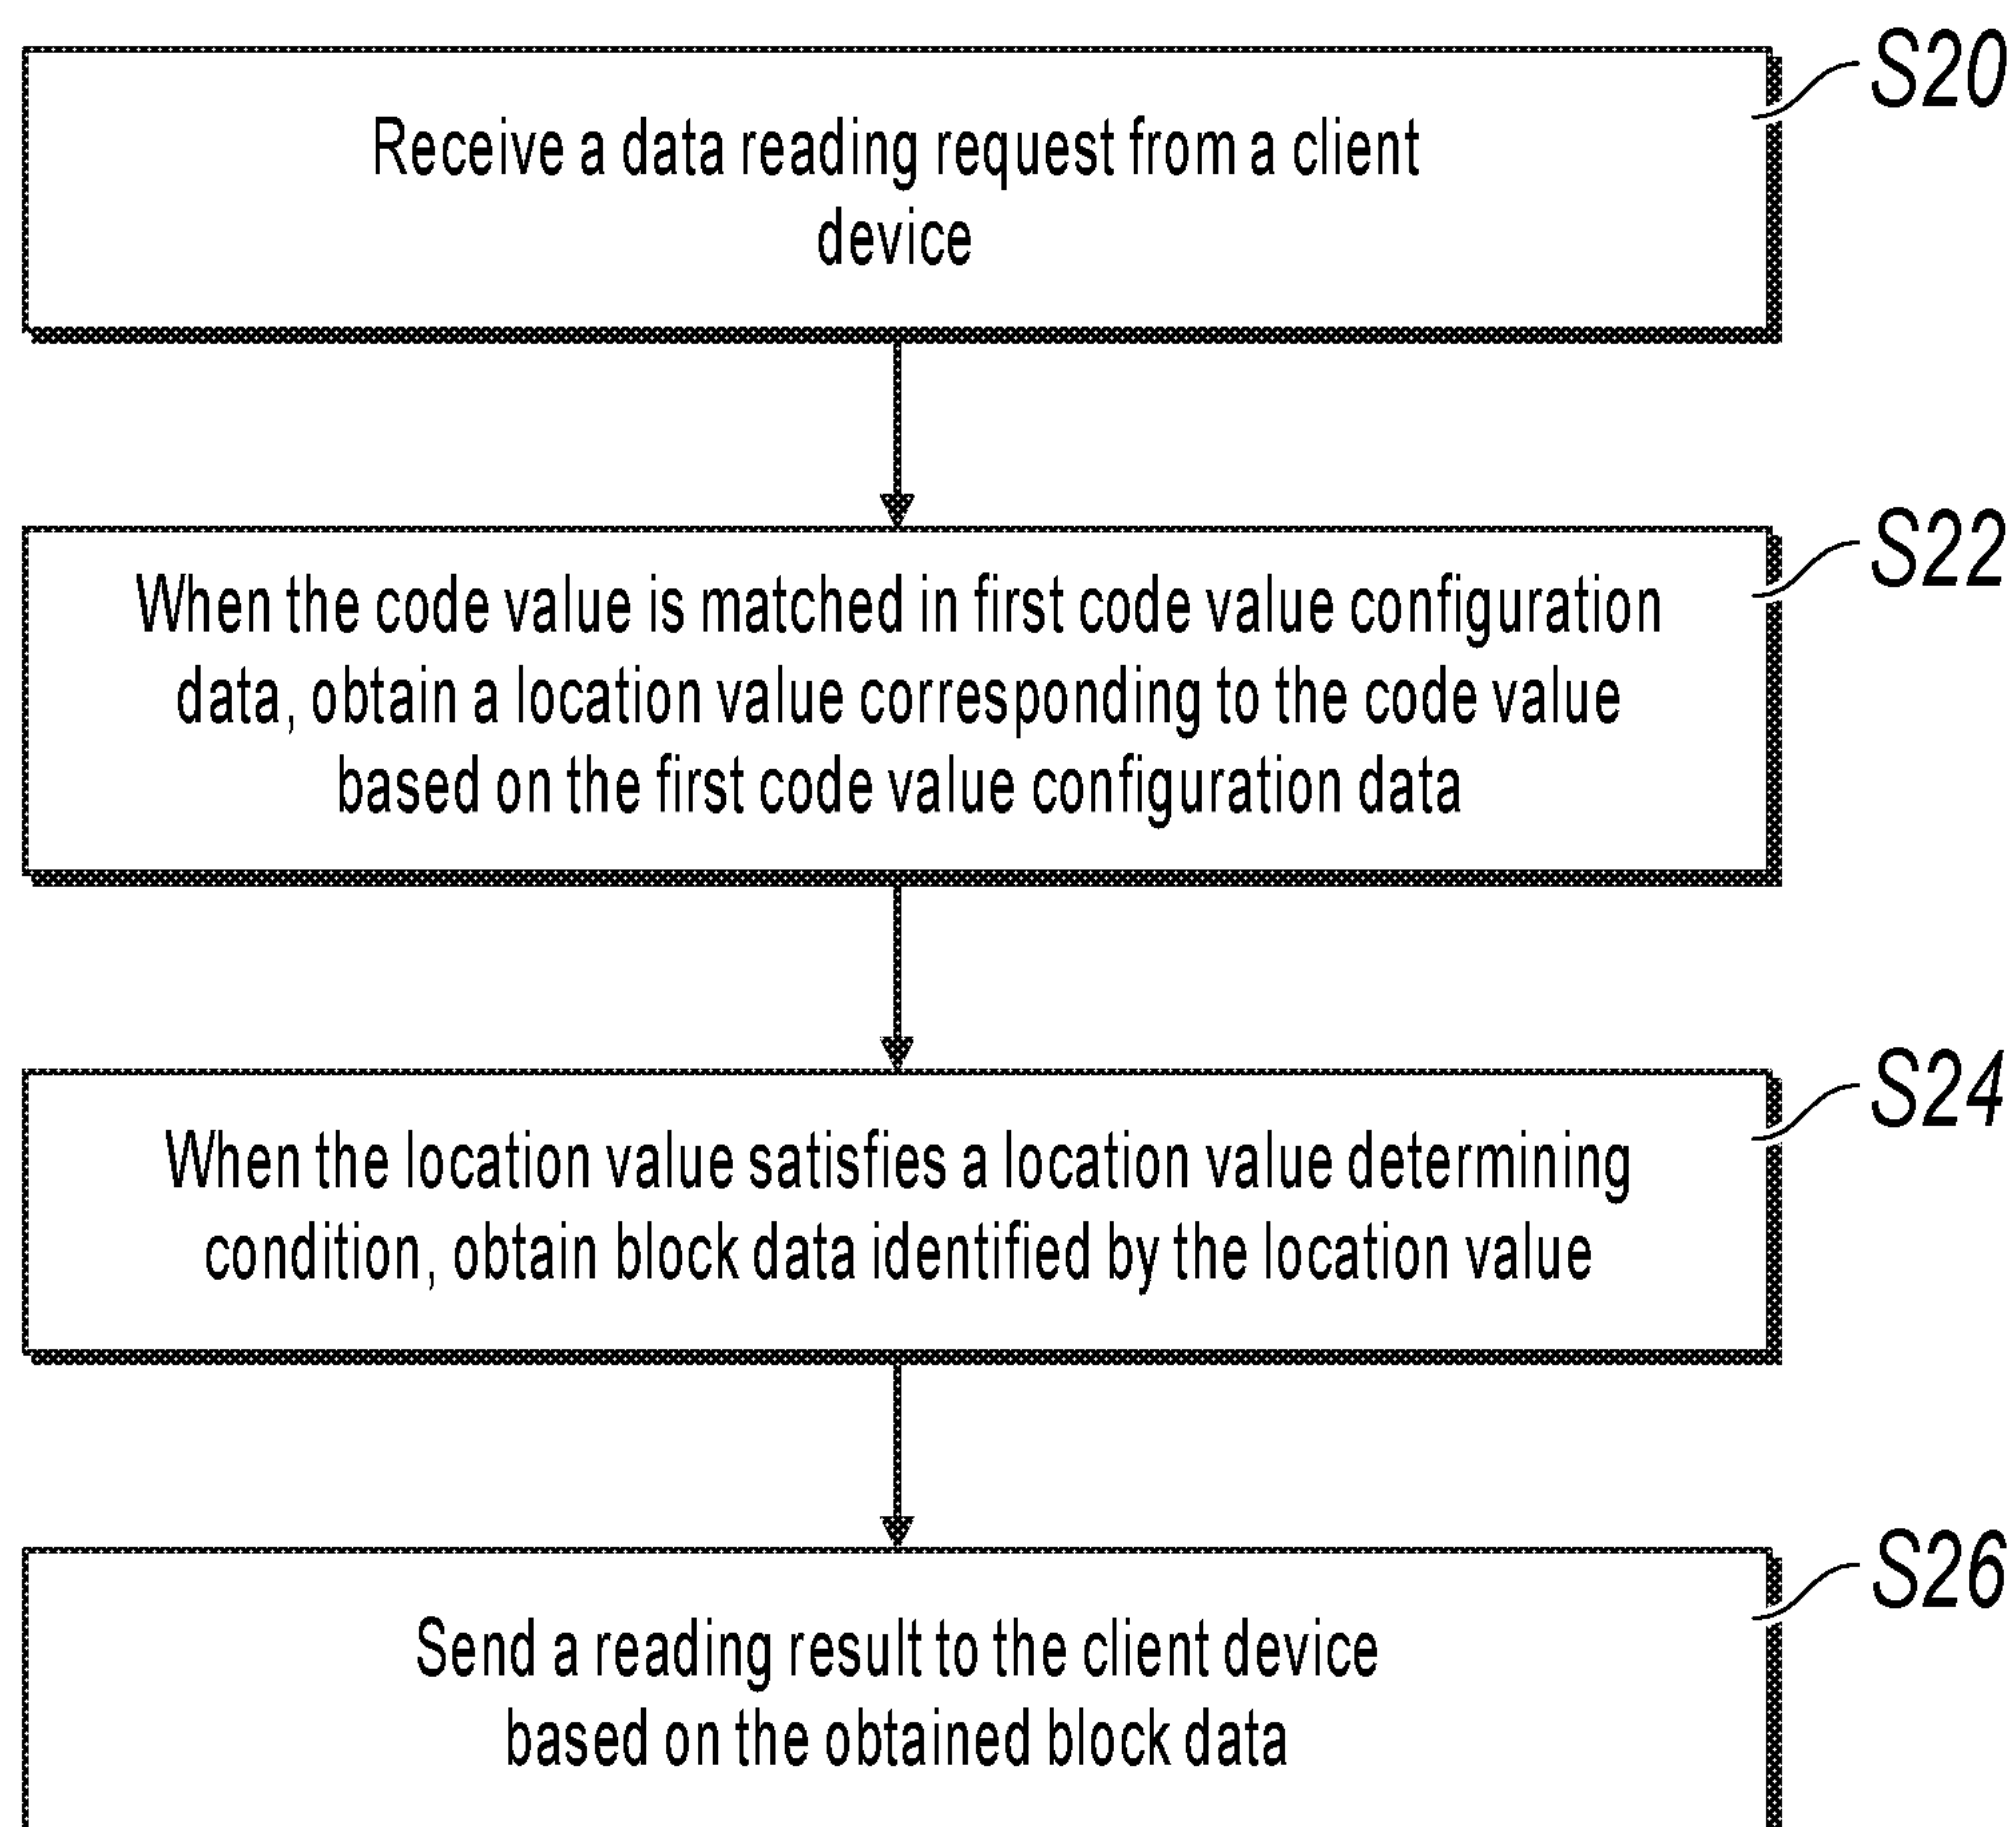 S20
Receive a data reading request from a client
device
S22
When the code value is matched in first code value configuration
data, obtain a location value corresponding to the code value
based on the first code value configuration data
S24
When the location value satisfies a location value determining
condition, obtain block data identified by the location value
S26
Send a reading result to the client device
based on the obtained block data